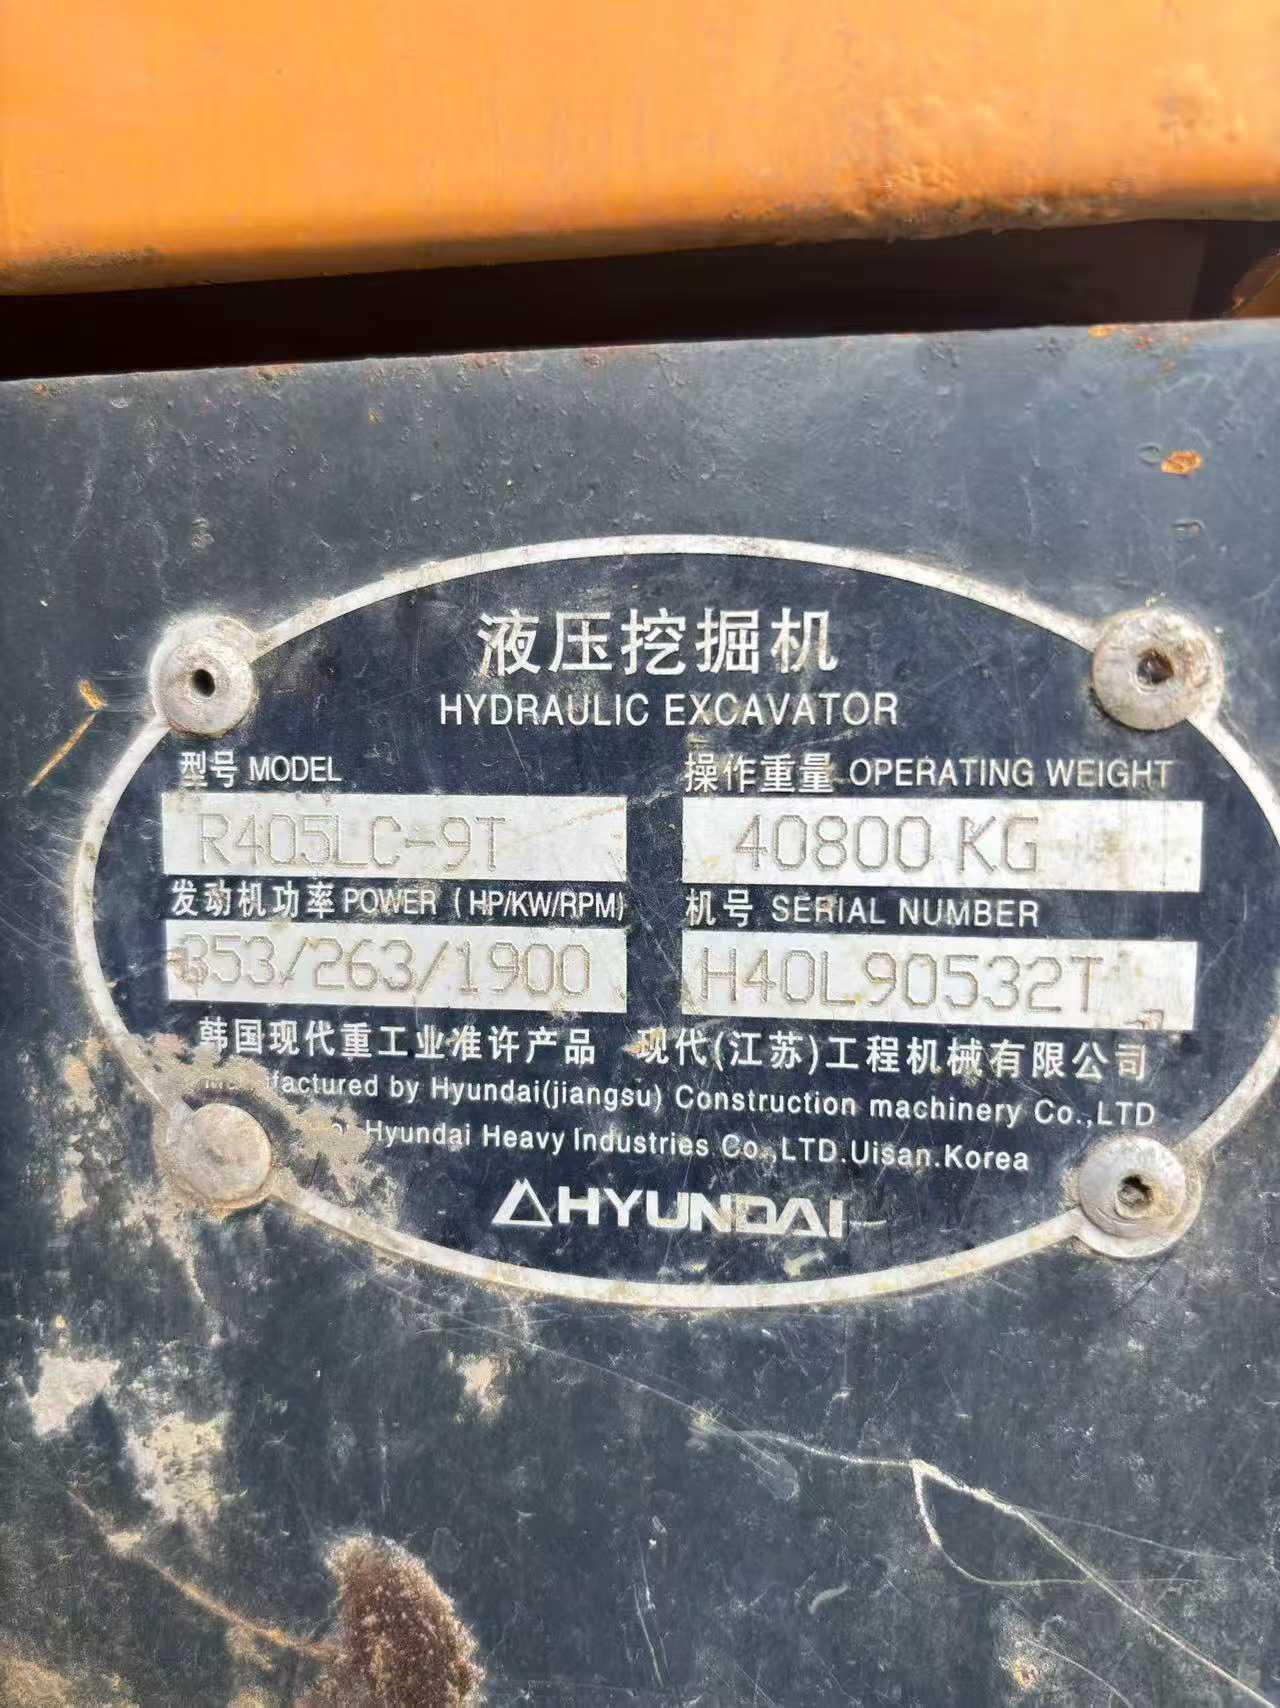 液压挖掘机
HYDRAULIC EXCAVATOR
型号 MODEL
R405LC-9T
操作重量 OPERATING WEIGHT
40800 KG
发动机功率 POWER (HP/KW/RPM)
353/263/1900
机号 SERIAL NUMBER
H40L90532T
韩国现代重工业准许产品 现代(江苏)工程机械有限公司
by Hyundai(jiangsu) Construction machinery Co.,LTD
Hyundai Heavy Industries Co.,LTD.Uisan.Korea
HYUNDAI